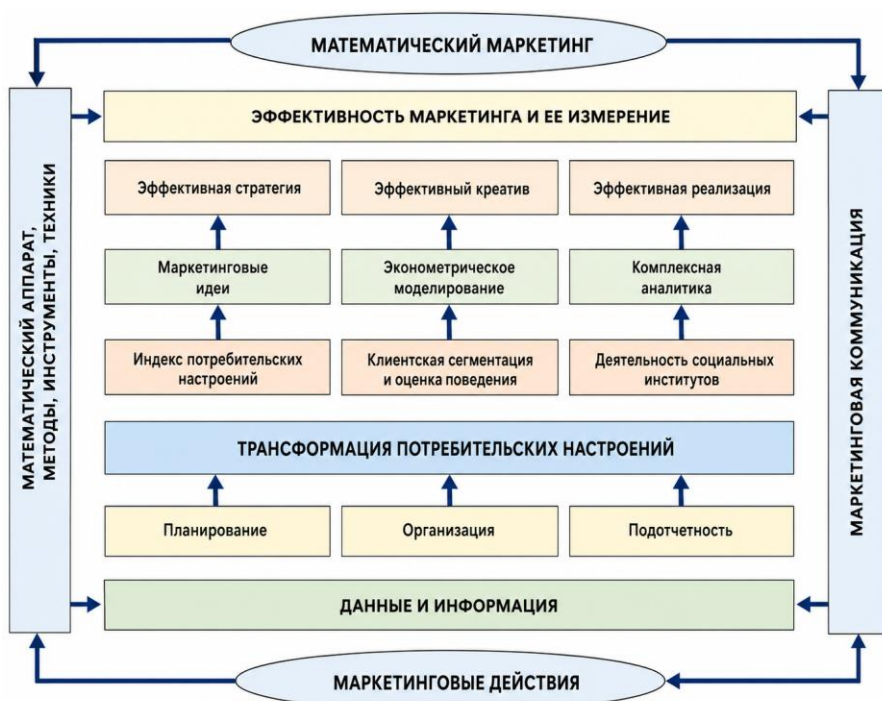 МАТЕМАТИЧЕСКИЙ МАРКЕТИНГ
МАТЕМАТИЧЕСКИЙ АППАРАТ,
МЕТОДЫ, ИНСТРУМЕНТЫ, ТЕХНИКИ
ЭФФЕКТИВНОСТЬ МАРКЕТИНГА И ЕЕ ИЗМЕРЕНИЕ
Эффективная стратегия
Эффективный креатив
Эффективная реализация
Маркетинговые
идеи
Эконометрическое
моделирование
Комплексная
аналитика
Индекс потребительских
настроений
Клиентская сегментация
и оценка поведения
Деятельность социальных
институтов
ТРАНСФОРМАЦИЯ ПОТРЕБИТЕЛЬСКИХ НАСТРОЕНИЙ
Планирование
Организация
Подотчетность
ДАННЫЕ И ИНФОРМАЦИЯ
МАРКЕТИНГОВАЯ КОММУНИКАЦИЯ
МАРКЕТИНГОВЫЕ ДЕЙСТВИЯ